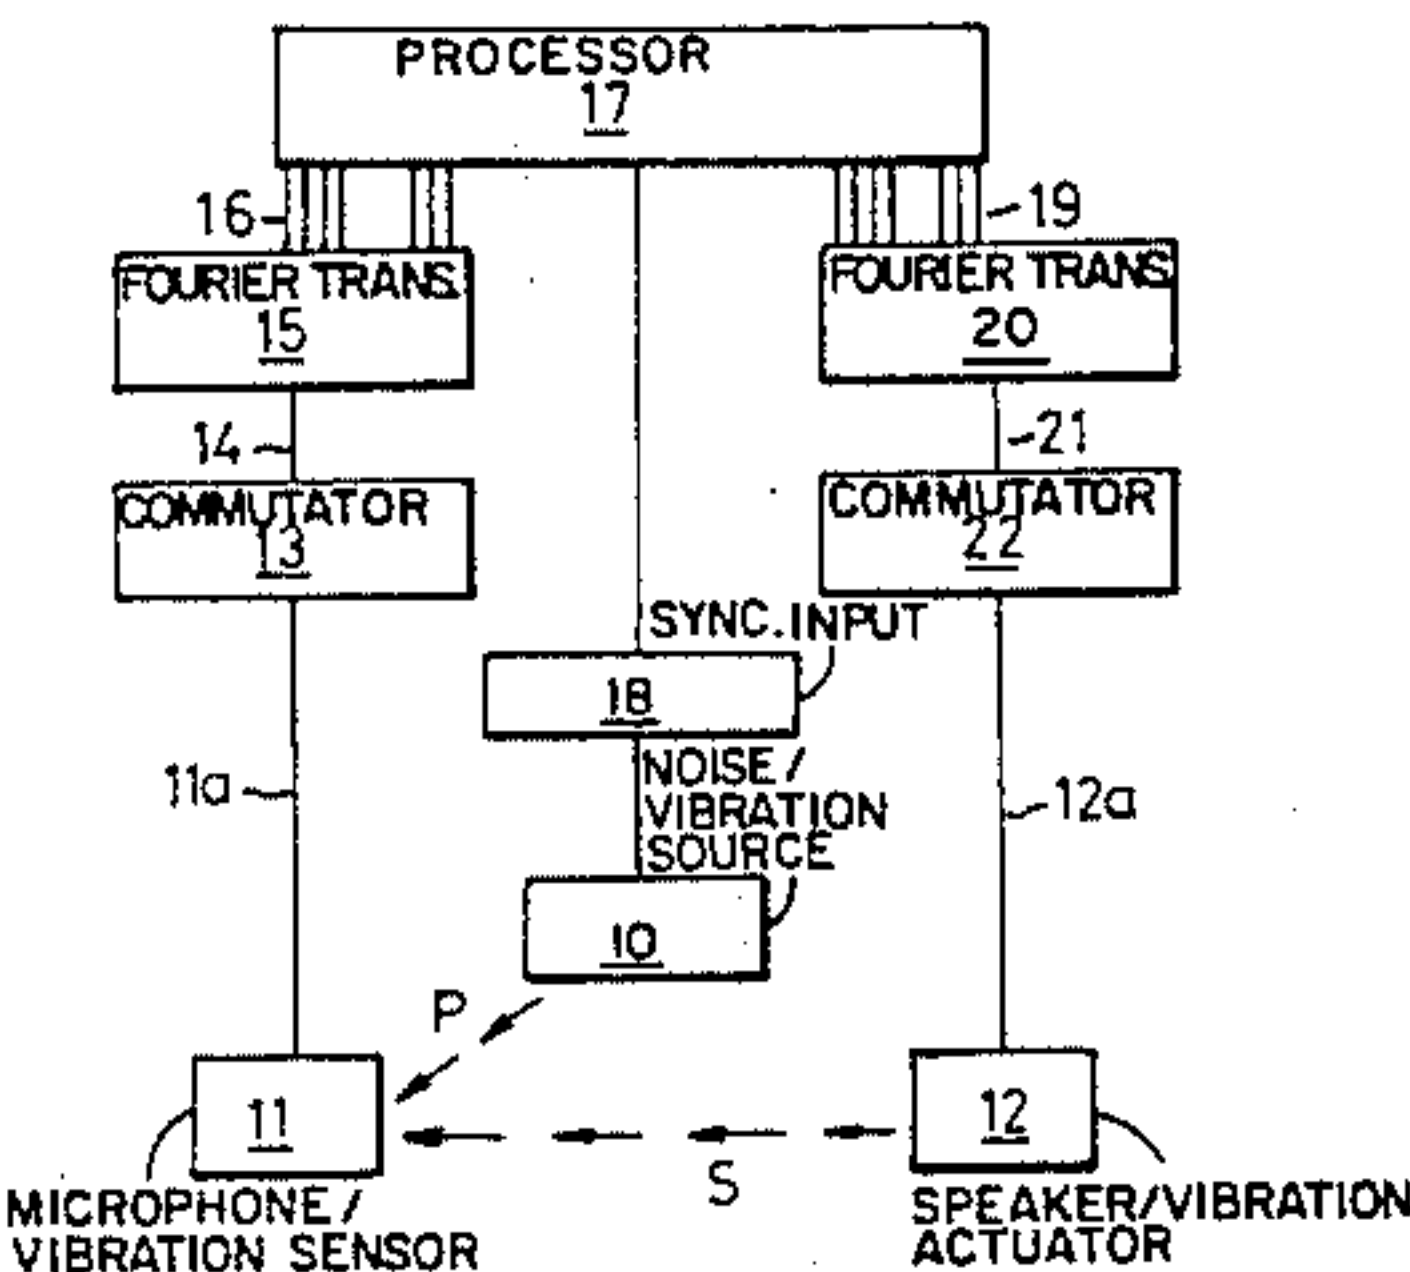 PROCESSOR
17
16
19
FOURIER TRANS.
15
FOURIER TRANS.
20
14
21
COMMUTATOR
13
COMMUTATOR
22
SYNC. INPUT
18
NOISE/
VIBRATION
SOURCE
11a
12a
10
P
11
12
S
MICROPHONE/
VIBRATION SENSOR
SPEAKER/VIBRATION
ACTUATOR